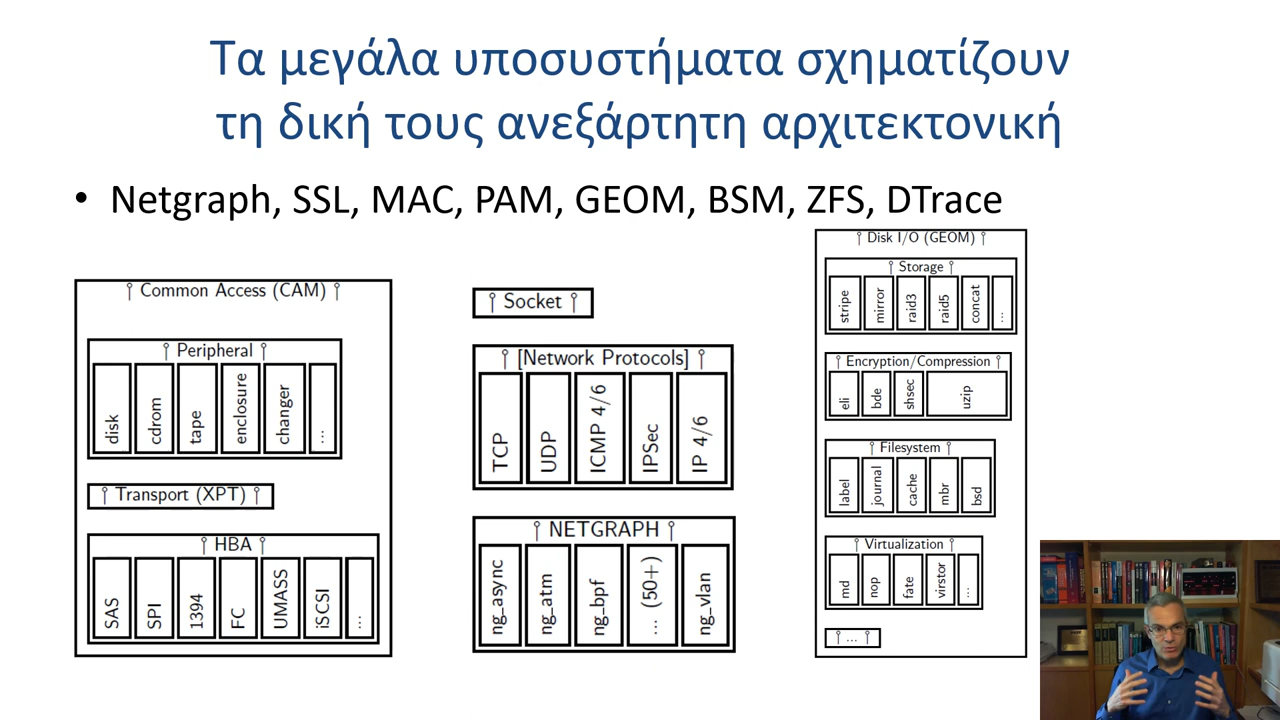 Τα μεγάλα υποσυστήματα σχηματίζουν
τη δική τους ανεξάρτητη αρχιτεκτονική
• Netgraph, SSL, MAC, PAM, GEOM, BSM, ZFS, DTrace
Common Access (CAM)
Peripheral
disk
cdrom
tape
enclosure
changer
...
Transport (XPT)
HBA
SAS
SPI
1394
FC
UMASS
iSCSI
...
Socket
[Network Protocols]
TCP
UDP
ICMP 4/6
IPSec
IP 4/6
NETGRAPH
ng_async
ng_atm
ng_bpf
... (50+)
ng_vlan
Disk I/O (GEOM)
Storage
stripe
mirror
raid3
raid5
concat
...
Encryption/Compression
eli
bde
shsec
uzip
Filesystem
label
journal
cache
mbr
bsd
Virtualization
md
nop
fate
virstor
...
...